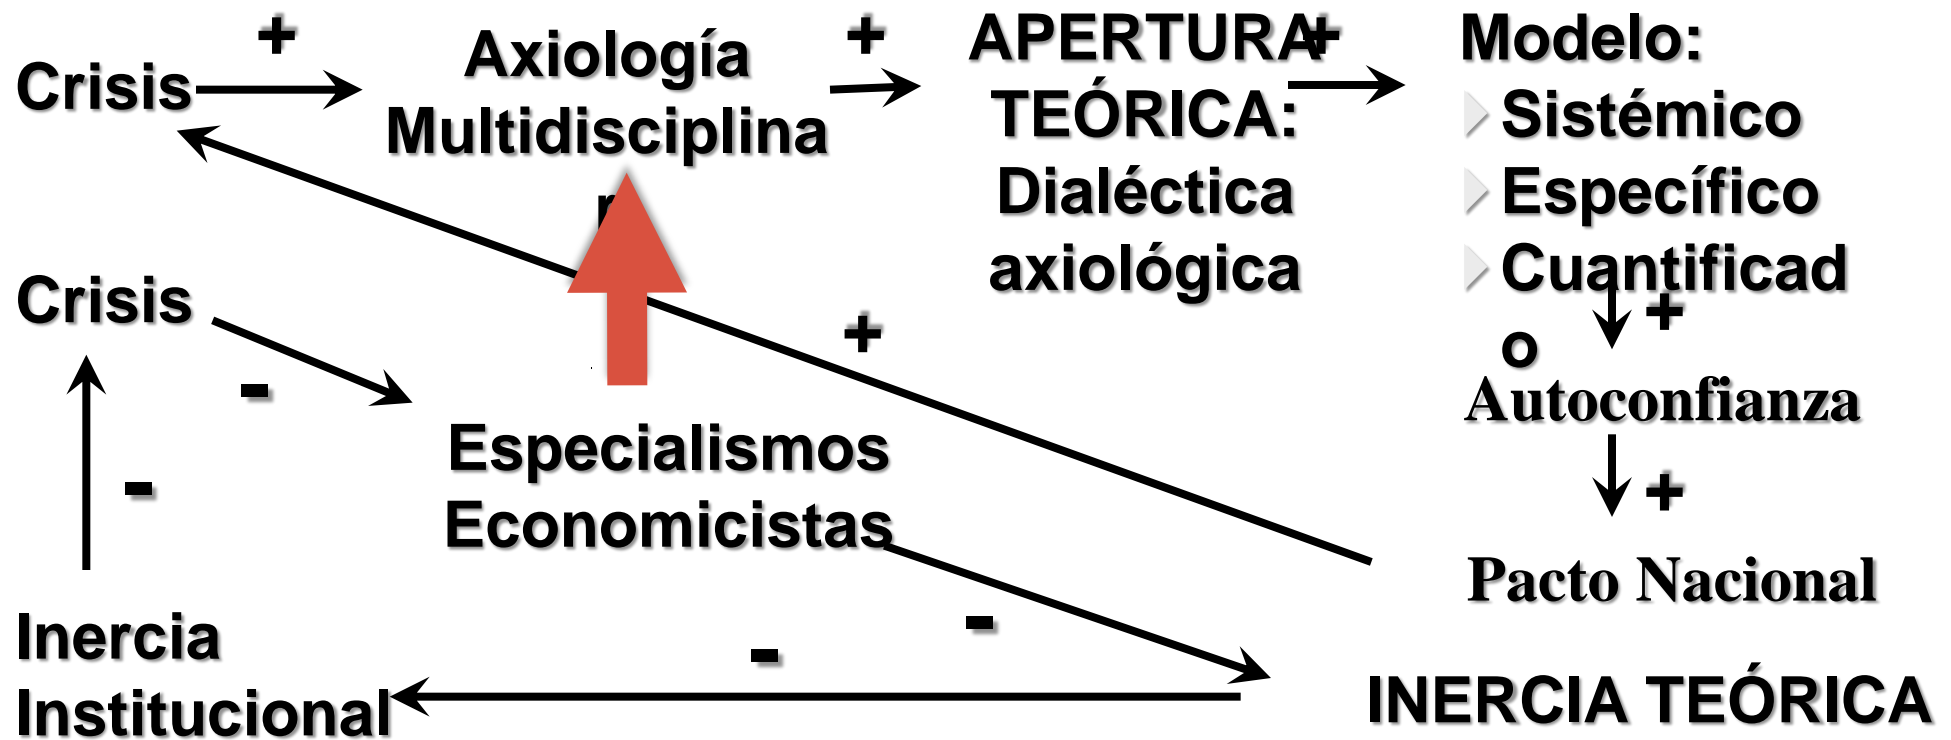 Crisis
+
Axiología
Multidisciplina
r
+
APERTURA
TEÓRICA:
Dialéctica
axiológica
+
Modelo:
Sistémico
Específico
Cuantificad
o
+
Autoconfianza
+
Pacto Nacional
+
Crisis
-
Especialismos
Economicistas
-
INERCIA TEÓRICA
-
Inercia
Institucional
-